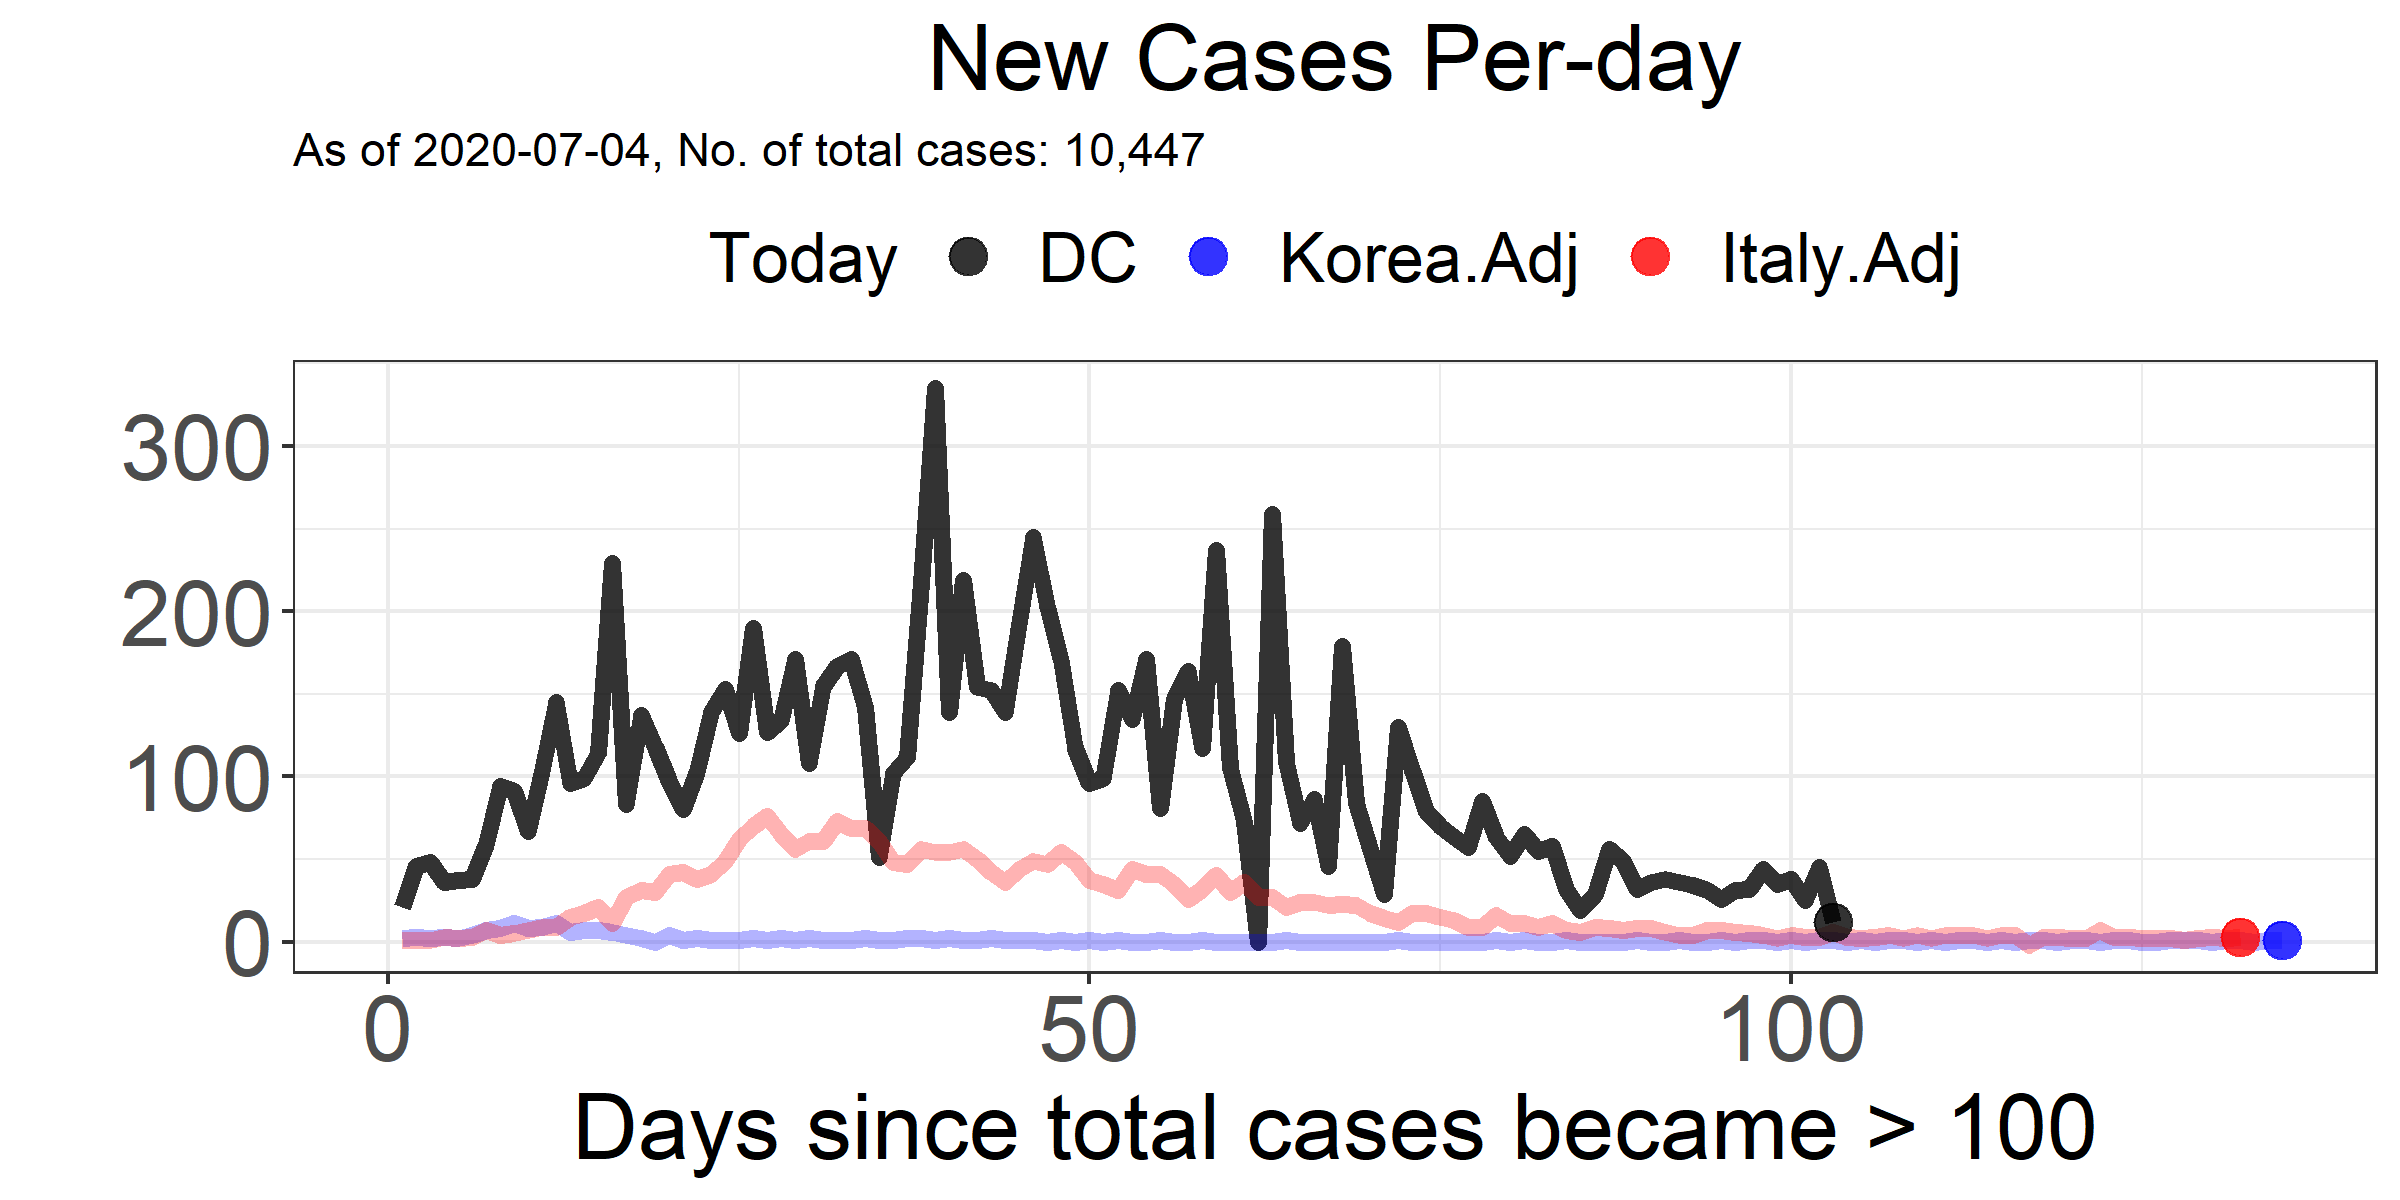 New Cases Per-day
As of 2020-07-04, No. of total cases: 10,447
Today DC Korea.Adj Italy.Adj
300
200
100
0
0 50 100
Days since total cases became > 100